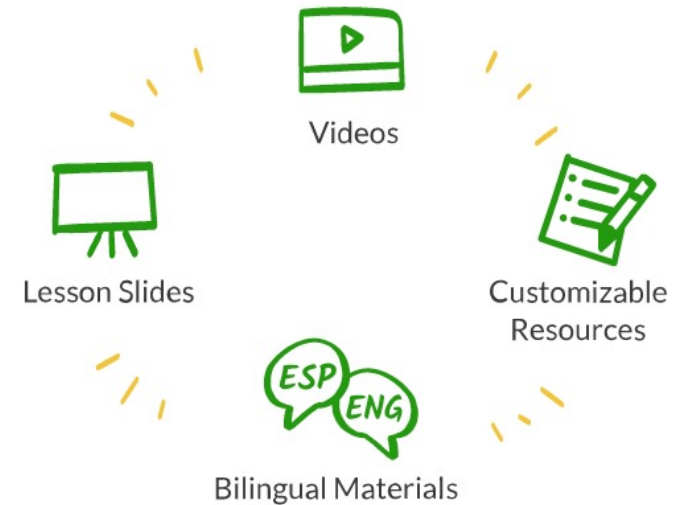 Videos
Lesson Slides
Customizable
Resources
ESP
ENG
Bilingual Materials